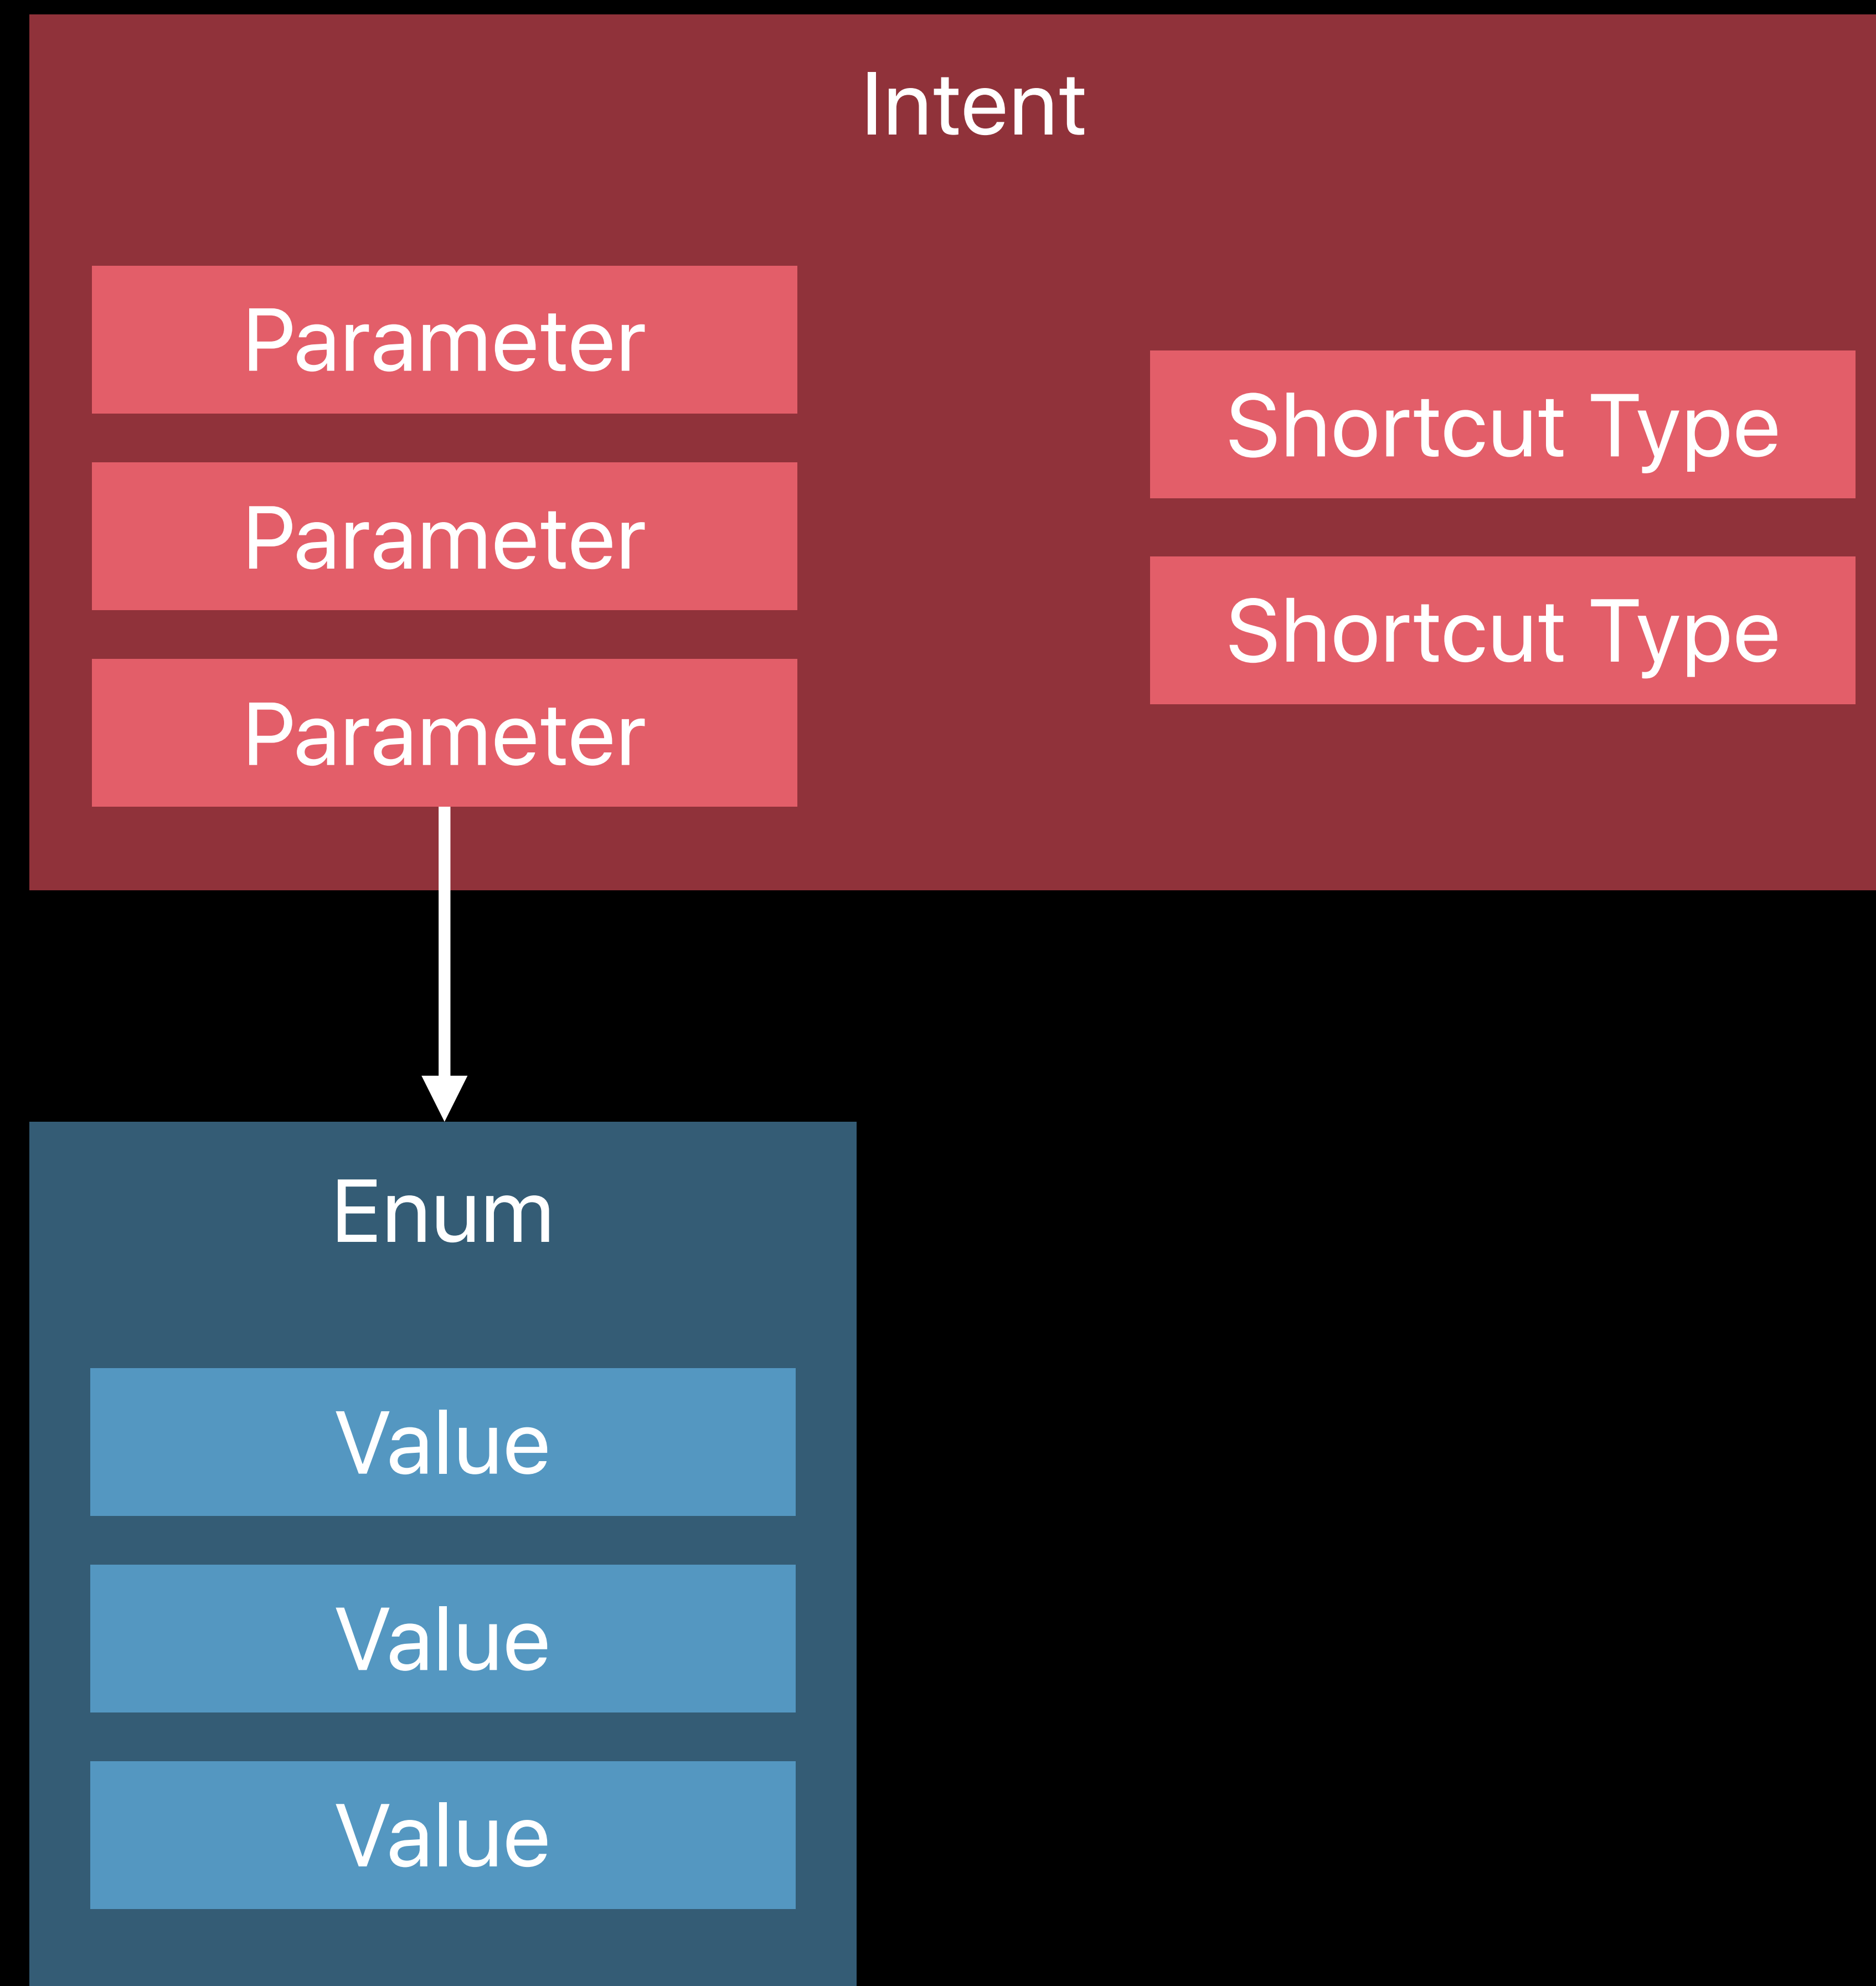 Intent
Parameter
Parameter
Parameter
Shortcut Type
Shortcut Type
Enum
Value
Value
Value